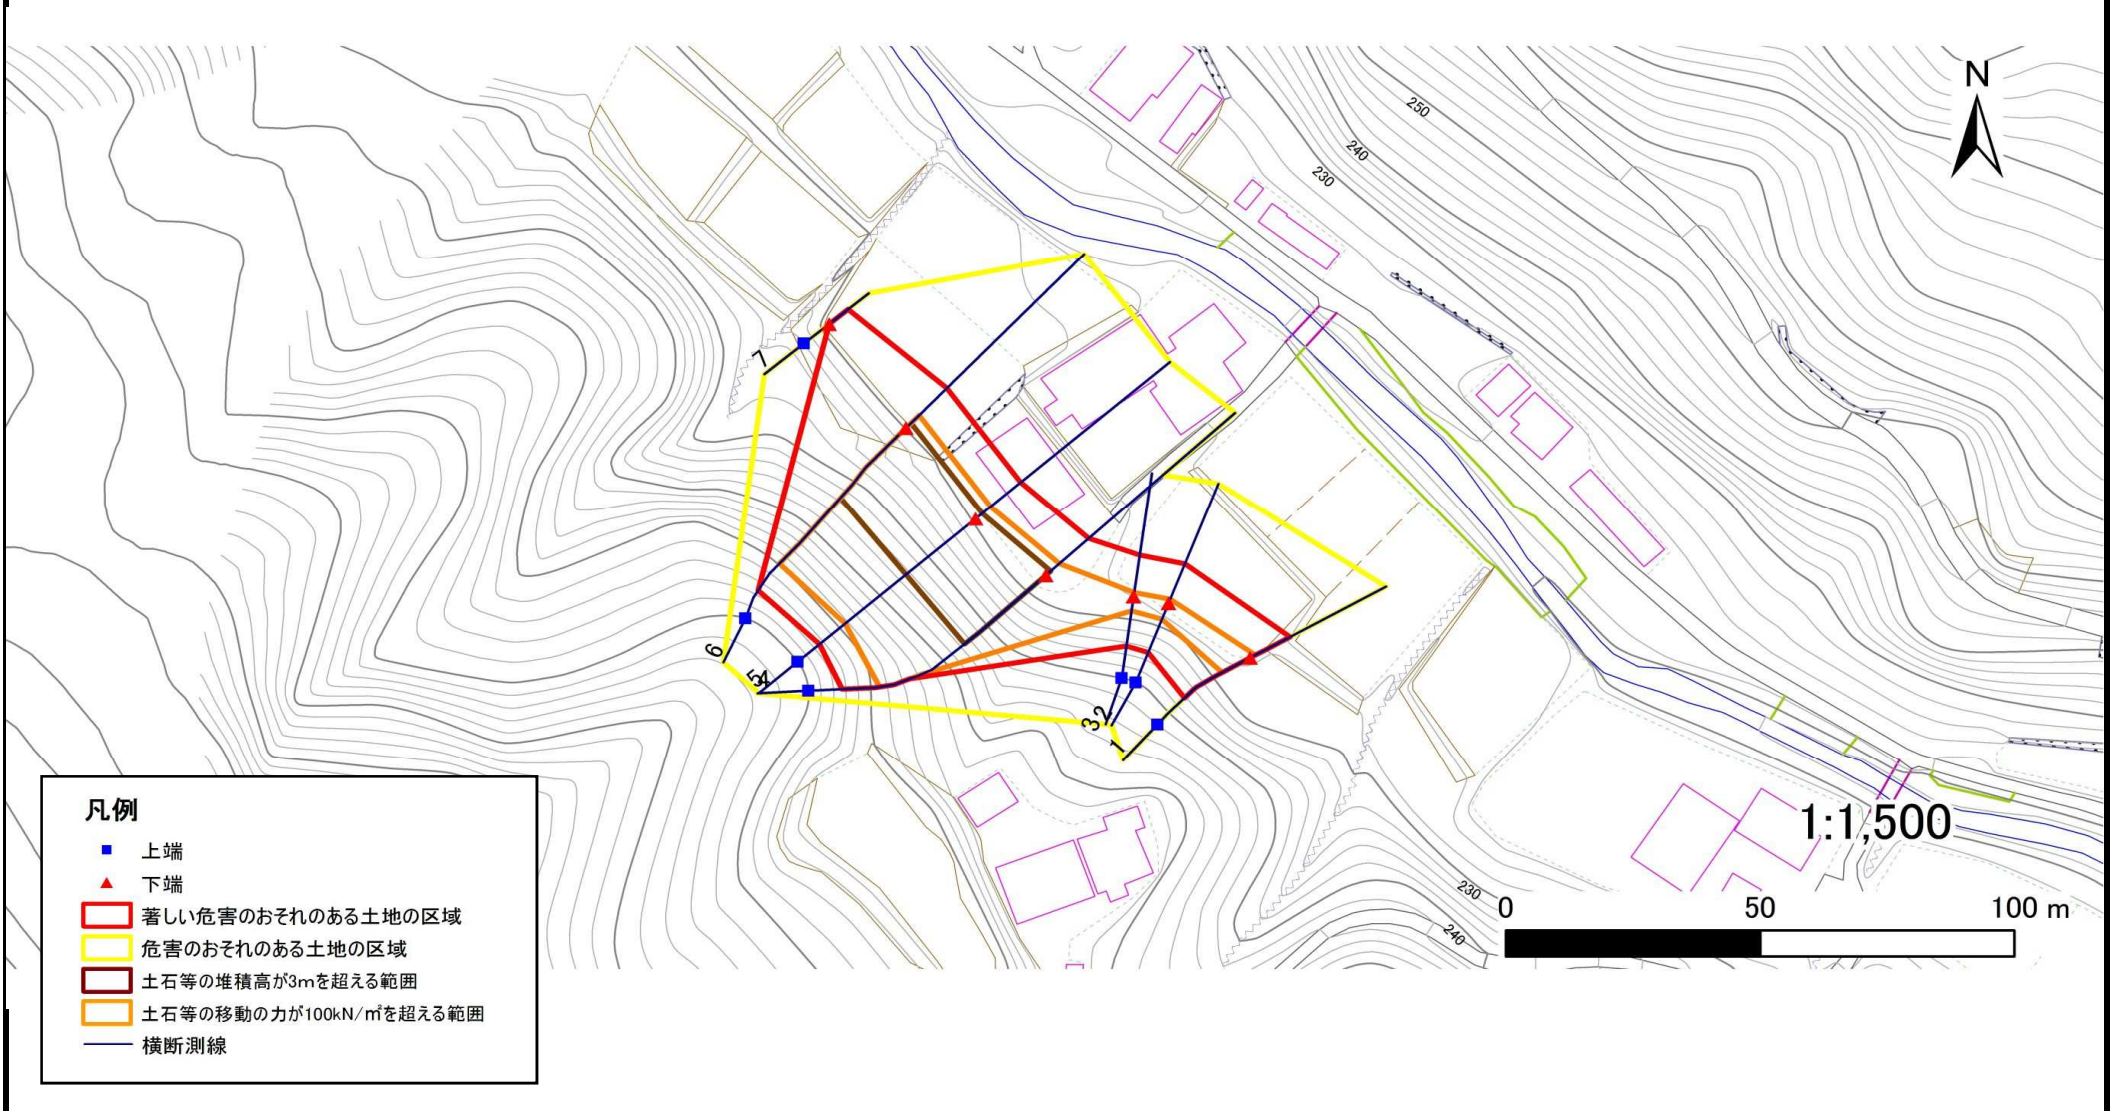 N
250
240
230
7
6
5
4
3
2
1
凡例
上端
下端
著しい危害のおそれのある土地の区域
危害のおそれのある土地の区域
土石等の堆積高が3mを超える範囲
土石等の移動の力が100kN/㎡を超える範囲
横断測線
1:1,500
230
240
0 50 100 m